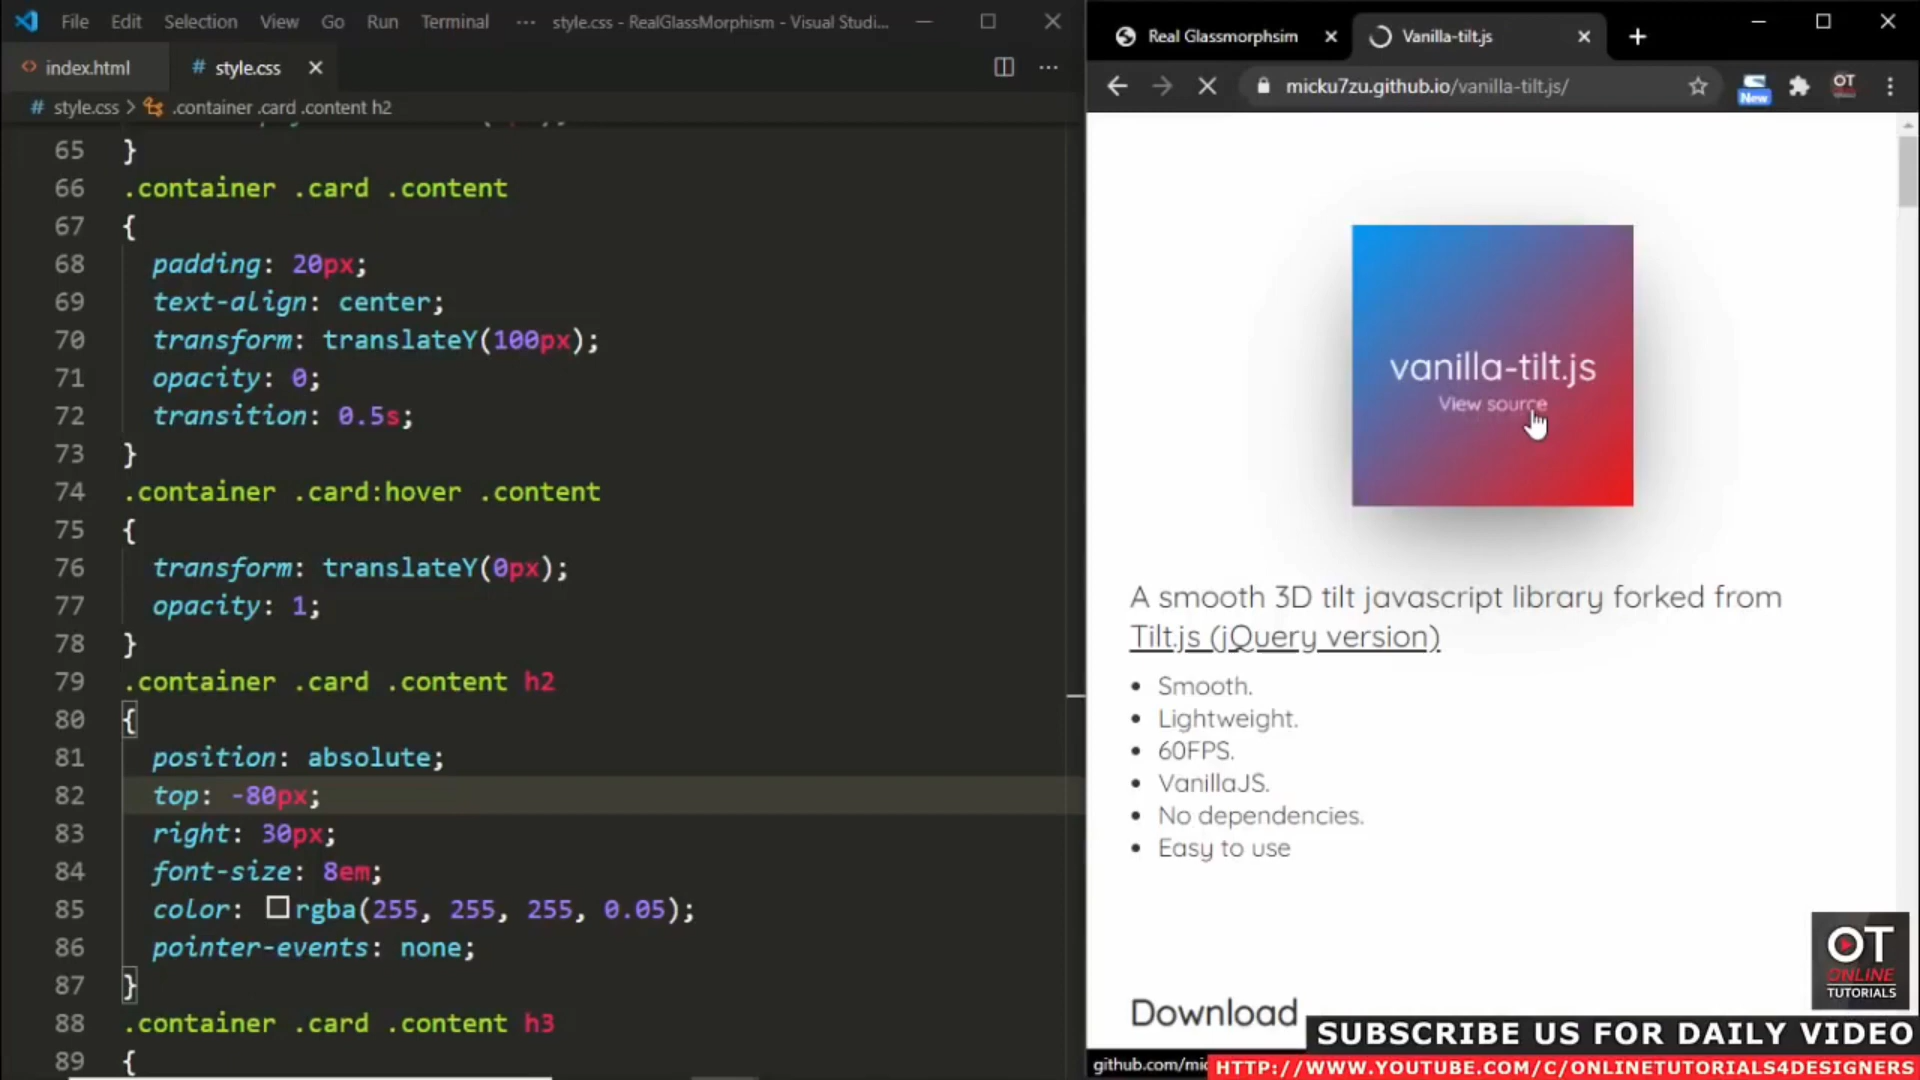 File Edit Selection View Go Run Terminal ··· style.css - RealGlassMorphism - Visual Studi...
index.html
# style.css
# style.css > .container .card .content h2
65 }
66 .container .card .content
67 {
68 padding: 20px;
69 text-align: center;
70 transform: translateY(100px);
71 opacity: 0;
72 transition: 0.5s;
73 }
74 .container .card:hover .content
75 {
76 transform: translateY(0px);
77 opacity: 1;
78 }
79 .container .card .content h2
80 {
81 position: absolute;
82 top: -80px;
83 right: 30px;
84 font-size: 8em;
85 color: rgba(255, 255, 255, 0.05);
86 pointer-events: none;
87 }
88 .container .card .content h3
89 {
Real Glassmorphsim
Vanilla-tilt.js
micku7zu.github.io/vanilla-tilt.js/
New
OT
vanilla-tilt.js
View source
A smooth 3D tilt javascript library forked from
Tilt.js (jQuery version)
• Smooth.
• Lightweight.
• 60FPS.
• VanillaJS.
• No dependencies.
• Easy to use
Download
OT
ONLINE
TUTORIALS
SUBSCRIBE US FOR DAILY VIDEO
github.com/mic
HTTP://WWW.YOUTUBE.COM/C/ONLINETUTORIALS4DESIGNERS